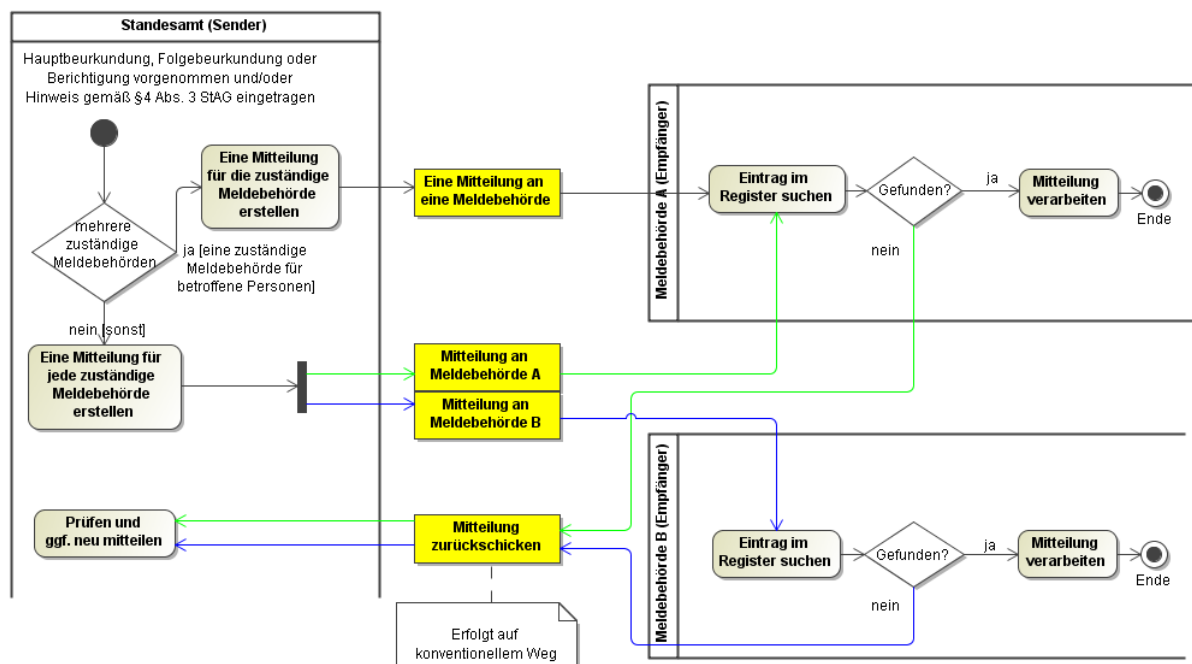 Standesamt (Sender)
Hauptbeurkundung, Folgebeurkundung oder
Berichtigung vorgenommen und/oder
Hinweis gemäß §4 Abs. 3 StAG eingetragen
mehrere
zuständige
Meldebehörden
Eine Mitteilung
für die zuständige
Meldebehörde
erstellen
ja [eine zuständige
Meldebehörde für
betroffene Personen]
nein [sonst]
Eine Mitteilung für
jede zuständige
Meldebehörde
erstellen
Prüfen und
ggf. neu mitteilen
Eine Mitteilung an
eine Meldebehörde
Mitteilung an
Meldebehörde A
Mitteilung an
Meldebehörde B
Mitteilung
zurückschicken
Erfolgt auf
konventionellem Weg
Meldebehörde A (Empfänger)
Eintrag im
Register suchen
Gefunden?
ja
nein
Mitteilung
verarbeiten
Ende
Meldebehörde B (Empfänger)
Eintrag im
Register suchen
Gefunden?
ja
nein
Mitteilung
verarbeiten
Ende